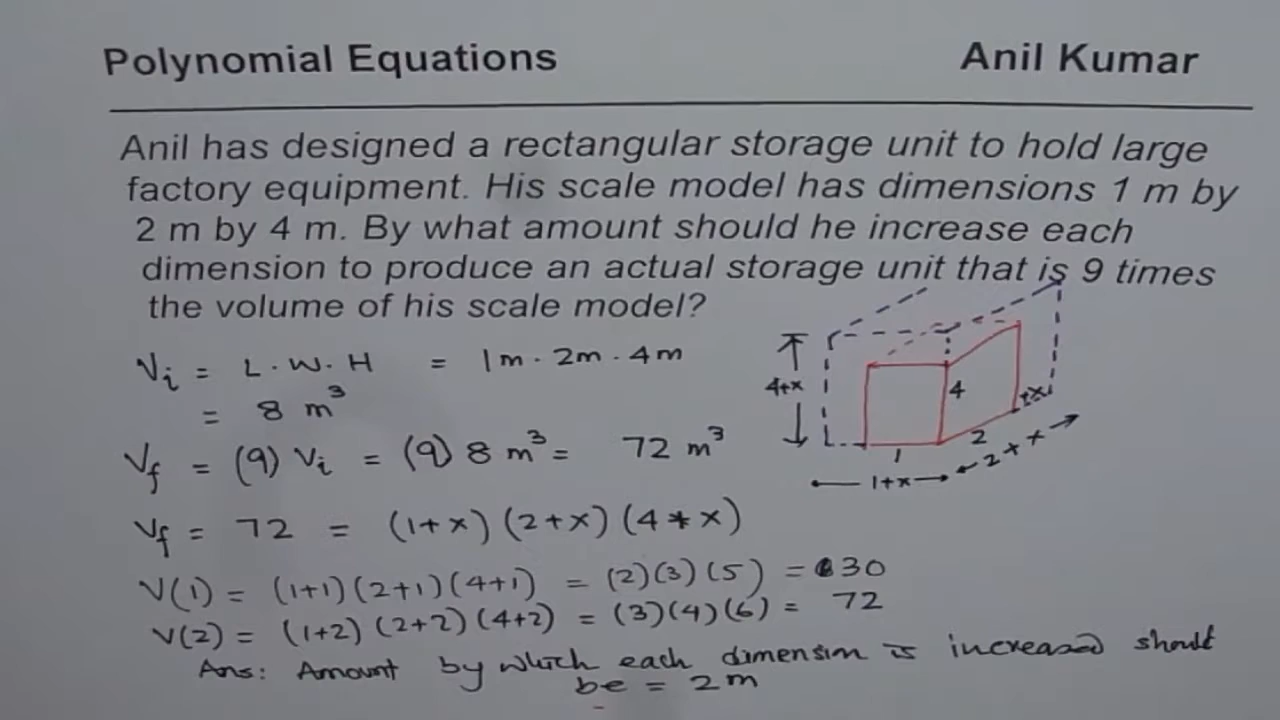 Polynomial Equations
Anil Kumar
Anil has designed a rectangular storage unit to hold large
factory equipment. His scale model has dimensions 1 m by
2 m by 4 m. By what amount should he increase each
dimension to produce an actual storage unit that is 9 times
the volume of his scale model?
Vi = L . W . H = 1m . 2m . 4m
= 8 m³
Vf = (9) Vi = (9) 8 m³ = 72 m³
Vf = 72 = (1+x) (2+x) (4+x)
V(1) = (1+1)(2+1)(4+1) = (2)(3)(5) = 30
V(2) = (1+2) (2+2) (4+2) = (3)(4)(6) = 72
Ans: Amount by which each dimension is increased should
be = 2m
4+x
4
+x
2
1
2+x
1+x